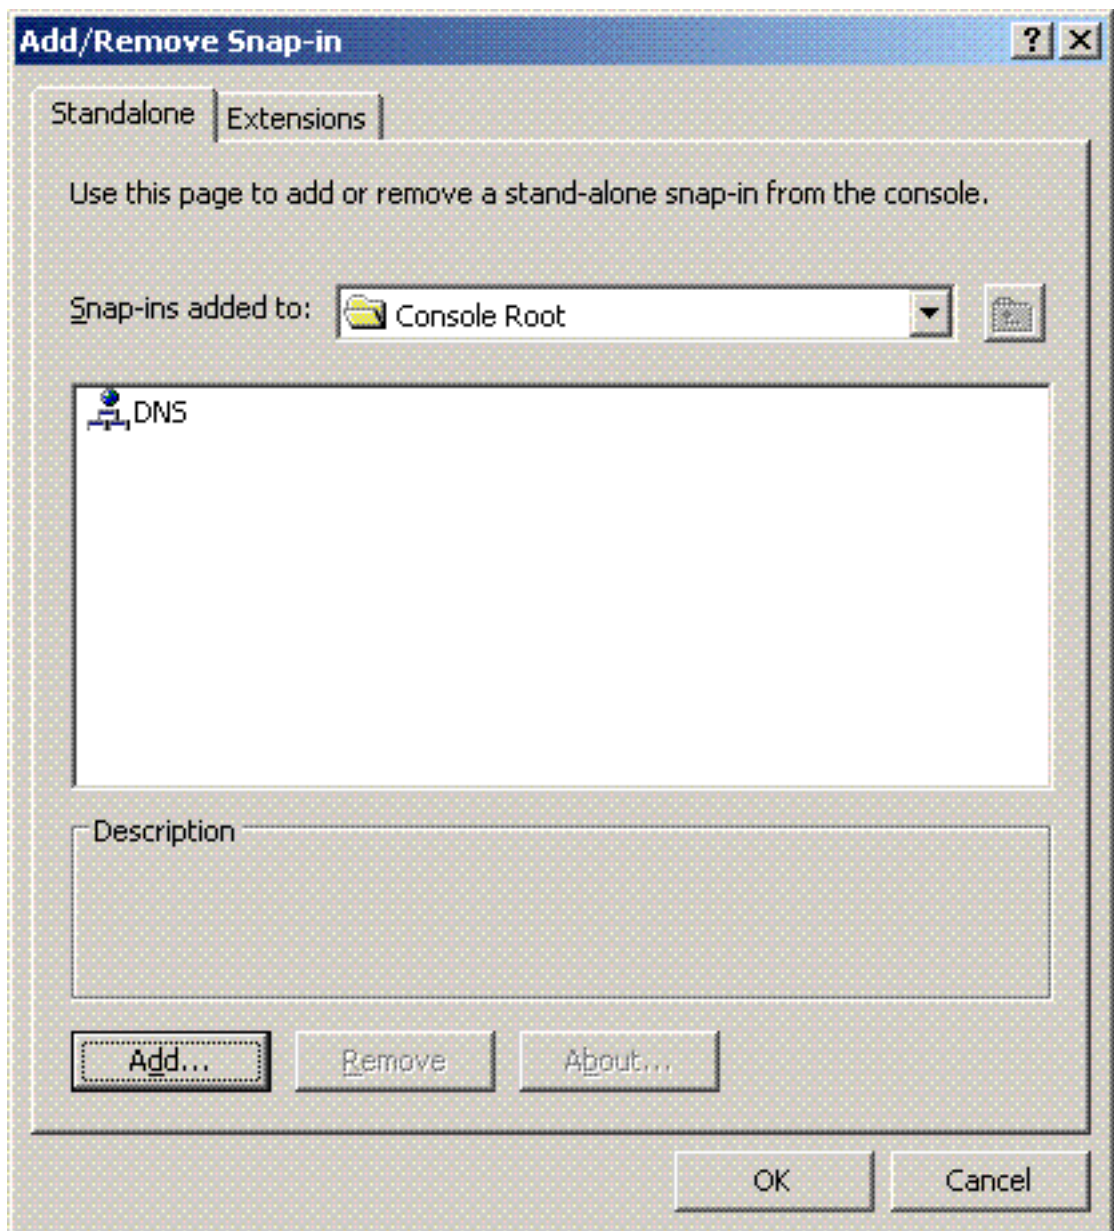 Add/Remove Snap-in
Standalone
Extensions
Use this page to add or remove a stand-alone snap-in from the console.
Snap-ins added to:
Console Root
DNS
Description
Add...
Remove
About...
OK
Cancel